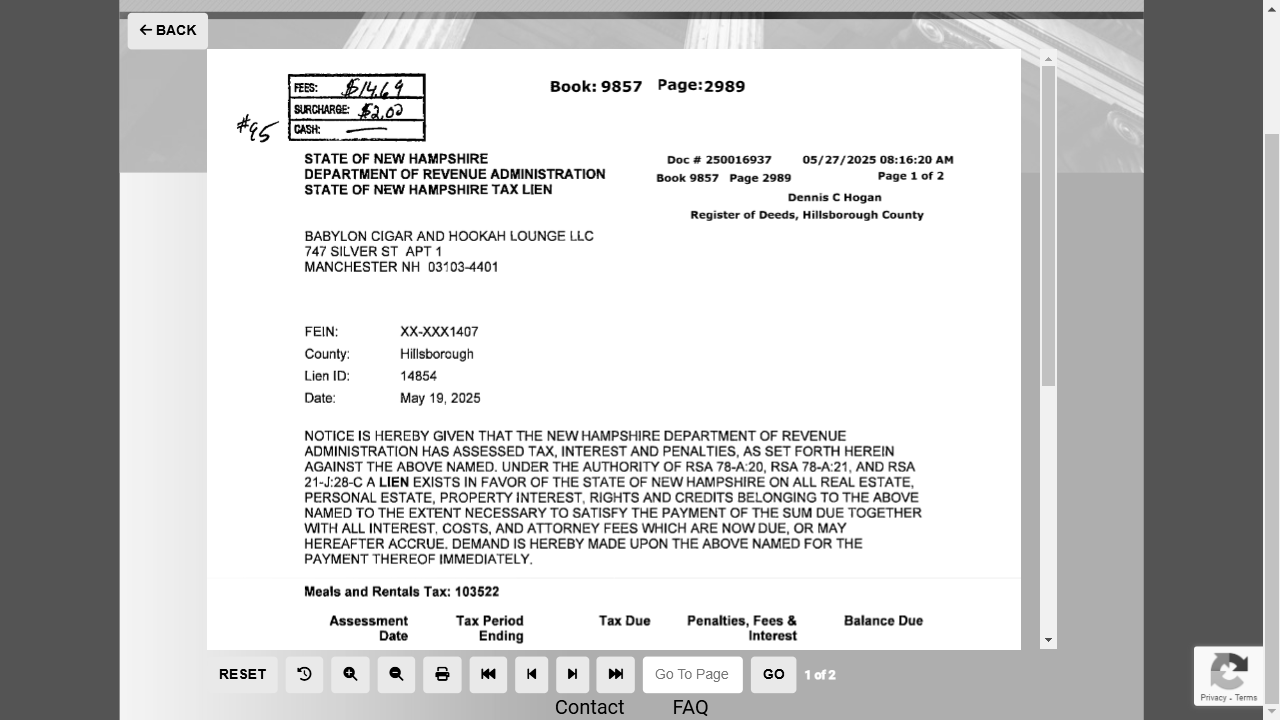 BACK
FEES: $14.69
SURCHARGE: $2.00
CASH:
#95
Book: 9857 Page:2989
STATE OF NEW HAMPSHIRE
DEPARTMENT OF REVENUE ADMINISTRATION
STATE OF NEW HAMPSHIRE TAX LIEN
Doc # 250016937 05/27/2025 08:16:20 AM
Book 9857 Page 2989 Page 1 of 2
Dennis C Hogan
Register of Deeds, Hillsborough County
BABYLON CIGAR AND HOOKAH LOUNGE LLC
747 SILVER ST APT 1
MANCHESTER NH 03103-4401
FEIN: XX-XXX1407
County: Hillsborough
Lien ID: 14854
Date: May 19, 2025
NOTICE IS HEREBY GIVEN THAT THE NEW HAMPSHIRE DEPARTMENT OF REVENUE
ADMINISTRATION HAS ASSESSED TAX, INTEREST AND PENALTIES, AS SET FORTH HEREIN
AGAINST THE ABOVE NAMED. UNDER THE AUTHORITY OF RSA 78-A:20, RSA 78-A:21, AND RSA
21-J:28-C A LIEN EXISTS IN FAVOR OF THE STATE OF NEW HAMPSHIRE ON ALL REAL ESTATE,
PERSONAL ESTATE, PROPERTY INTEREST, RIGHTS AND CREDITS BELONGING TO THE ABOVE
NAMED TO THE EXTENT NECESSARY TO SATISFY THE PAYMENT OF THE SUM DUE TOGETHER
WITH ALL INTEREST, COSTS, AND ATTORNEY FEES WHICH ARE NOW DUE, OR MAY
HEREAFTER ACCRUE. DEMAND IS HEREBY MADE UPON THE ABOVE NAMED FOR THE
PAYMENT THEREOF IMMEDIATELY.
Meals and Rentals Tax: 103522
Assessment Tax Period Tax Due Penalties, Fees & Balance Due
Date Ending Interest
RESET Go To Page GO 1 of 2
Privacy - Terms
Contact FAQ